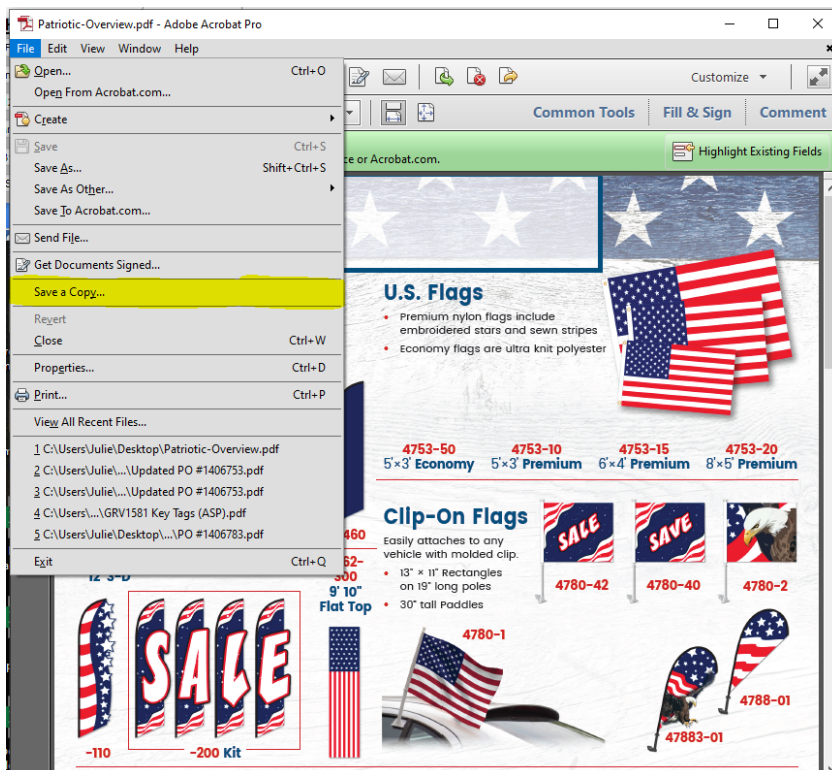 Patriotic-Overview.pdf - Adobe Acrobat Pro
File Edit View Window Help
Open... Ctrl+O
Open From Acrobat.com...
Create
Save Ctrl+S
Save As... Shift+Ctrl+S
Save As Other...
Save To Acrobat.com...
Send File...
Get Documents Signed...
Save a Copy...
Revert
Close Ctrl+W
Properties... Ctrl+D
Print... Ctrl+P
View All Recent Files...
1 C:\Users\Julie\Desktop\Patriotic-Overview.pdf
2 C:\Users\Julie\...\Updated PO #1406753.pdf
3 C:\Users\Julie\...\Updated PO #1406753.pdf
4 C:\Users\...\GRV1581 Key Tags (ASP).pdf
5 C:\Users\Julie\Desktop\...\PO #1406783.pdf
Exit Ctrl+Q
Customize
Common Tools Fill & Sign Comment
or Acrobat.com.
Highlight Existing Fields
U.S. Flags
• Premium nylon flags include
embroidered stars and sewn stripes
• Economy flags are ultra knit polyester
4753-50 4753-10 4753-15 4753-20
5'×3' Economy 5'×3' Premium 6'×4' Premium 8'×5' Premium
Clip-On Flags
Easily attaches to any
vehicle with molded clip.
• 13" × 11" Rectangles
on 19" long poles
• 30" tall Paddles
SALE SAVE
4780-42 4780-40 4780-2
4780-1
4788-01
47883-01
460
62-
300
9' 10"
Flat Top
12' 3-D
SALE
-110 -200 Kit